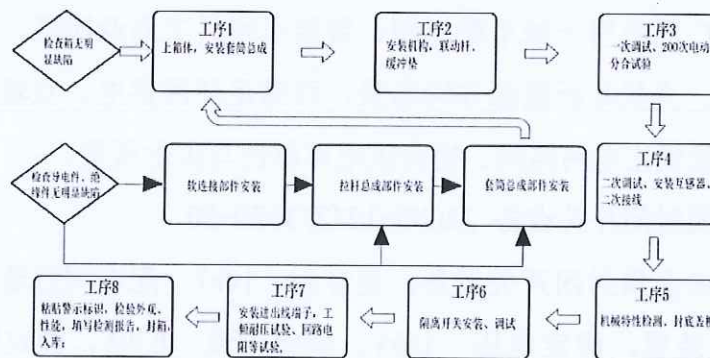 检查箱无明
显缺陷
工序1
上箱体，安装套筒总成
工序2
安装机构，联动杆，
缓冲垫
工序3
一次调试、200次电动
分合试验
检查导电件、绝
缘件无明显缺陷
软连接部件安装
拉杆总成部件安装
套筒总成部件安装
工序4
二次调试，安装互感器、
二次接线
工序8
粘贴警示标识，检验外观、
性能，填写检测报告，封箱、
入库；
工序7
安装进出线端子，工
频耐压试验、回路电
阻等试验。
工序6
隔离开关安装、调试
工序5
机械特性检测、封底盖板